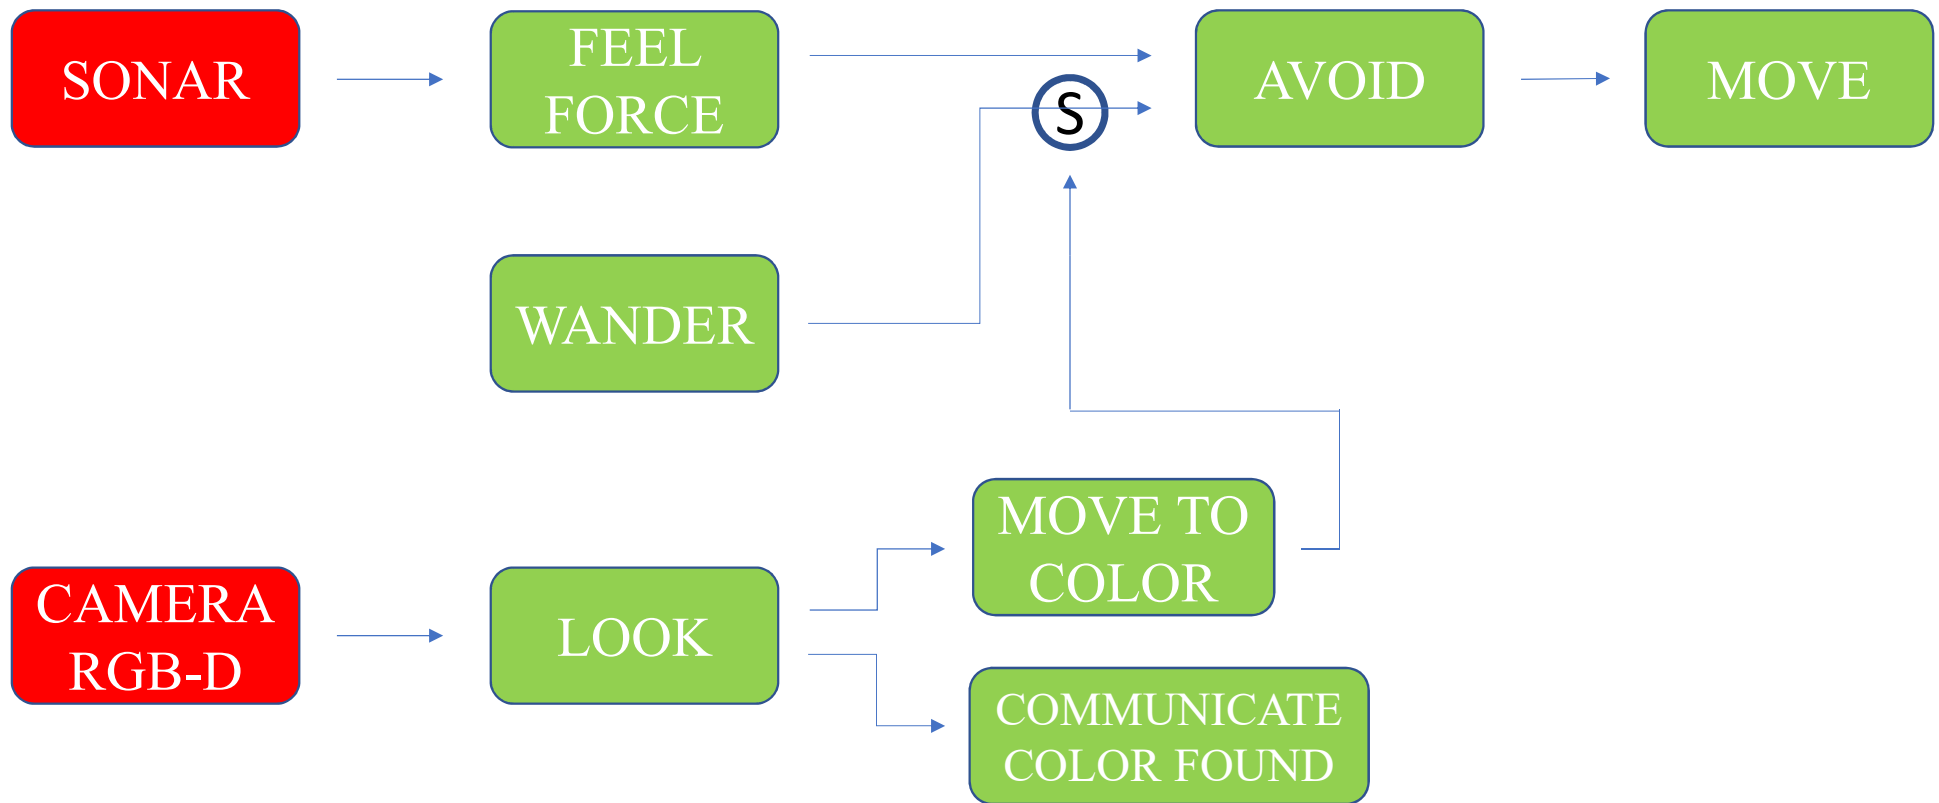 SONAR
FEEL
FORCE
S
AVOID
MOVE
WANDER
MOVE TO
COLOR
CAMERA
RGB-D
LOOK
COMMUNICATE
COLOR FOUND